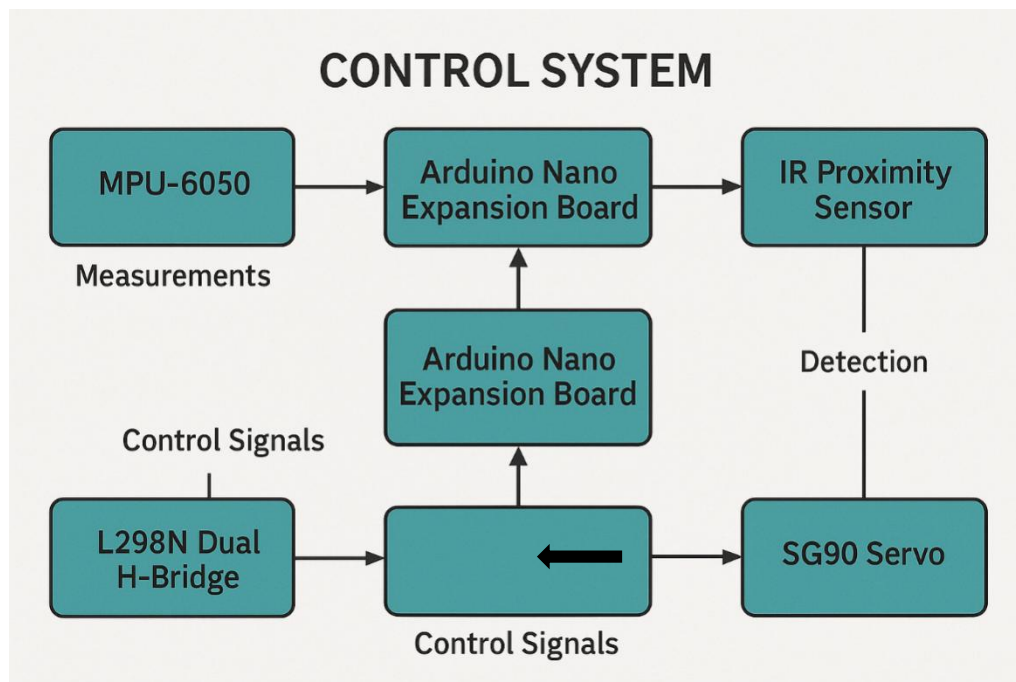 CONTROL SYSTEM
MPU-6050
Arduino Nano
Expansion Board
IR Proximity
Sensor
Measurements
Arduino Nano
Expansion Board
Detection
Control Signals
L298N Dual
H-Bridge
SG90 Servo
Control Signals